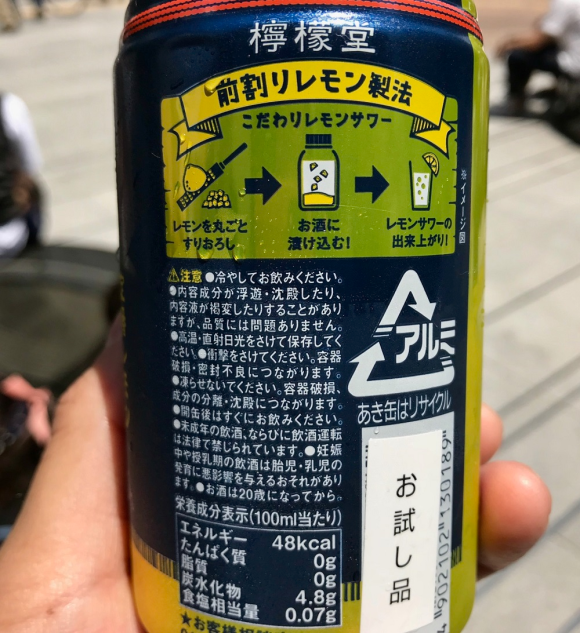 檸檬堂
前割りレモン製法
こだわりレモンサワー
レモンを丸ごと
すりおろし
お酒に
漬け込む!
レモンサワーの
出来上がり!
※イメージ図
⚠注意 ●冷やしてお飲みください。
●内容成分が浮遊・沈殿したり、
内容液が褐変したりすることがあり
ますが、品質には問題ありません。
●高温・直射日光をさけて保存してく
ださい。●衝撃をさけてください。容器
破損・密封不良につながります。
●凍らせないでください。容器破損、
成分の分離・沈殿につながります。
●開缶後はすぐにお飲みください。
●未成年の飲酒、ならびに飲酒運転
は法律で禁じられています。●妊娠
中や授乳期の飲酒は胎児・乳児の
発育に悪影響を与えるおそれがあり
ます。●お酒は20歳になってから。
アルミ
あき缶はリサイクル
栄養成分表示(100ml当たり)
エネルギー 48kcal
たんぱく質 0g
脂質 0g
炭水化物 4.8g
食塩相当量 0.07g
お試し品
4 902102 130189